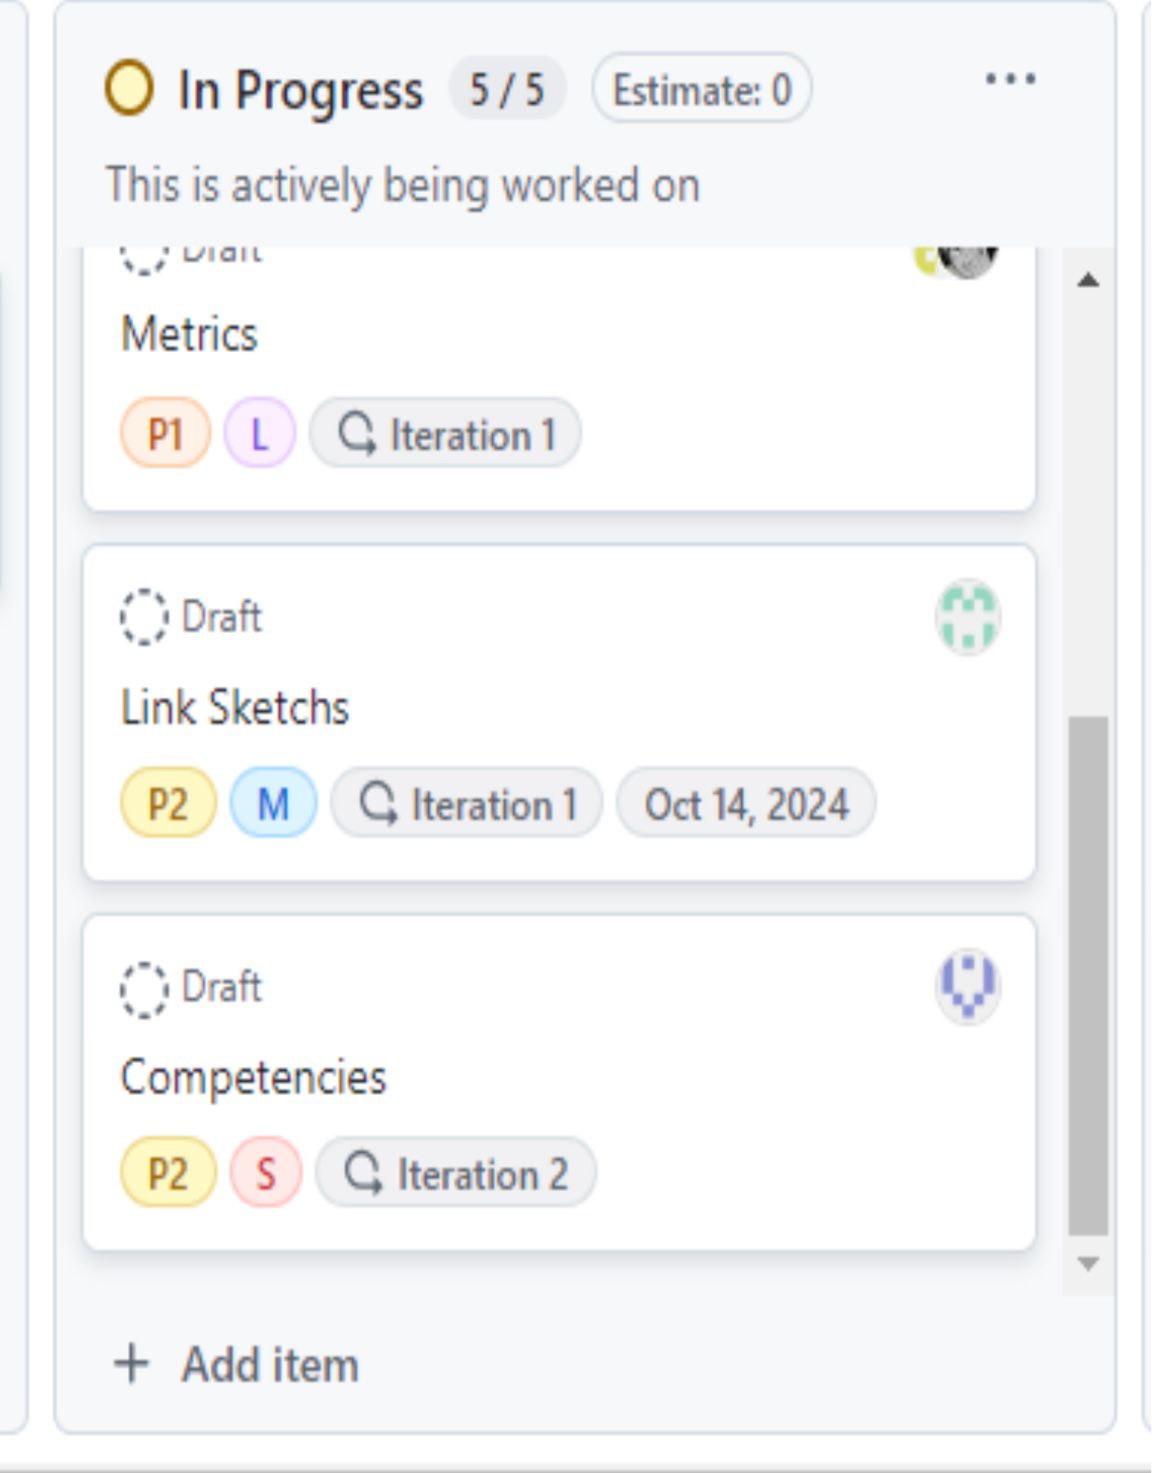 In Progress 5 / 5 Estimate: 0 ...
This is actively being worked on
Draft
Metrics
P1 L Iteration 1
Draft
Link Sketchs
P2 M Iteration 1 Oct 14, 2024
Draft
Competencies
P2 S Iteration 2
+ Add item